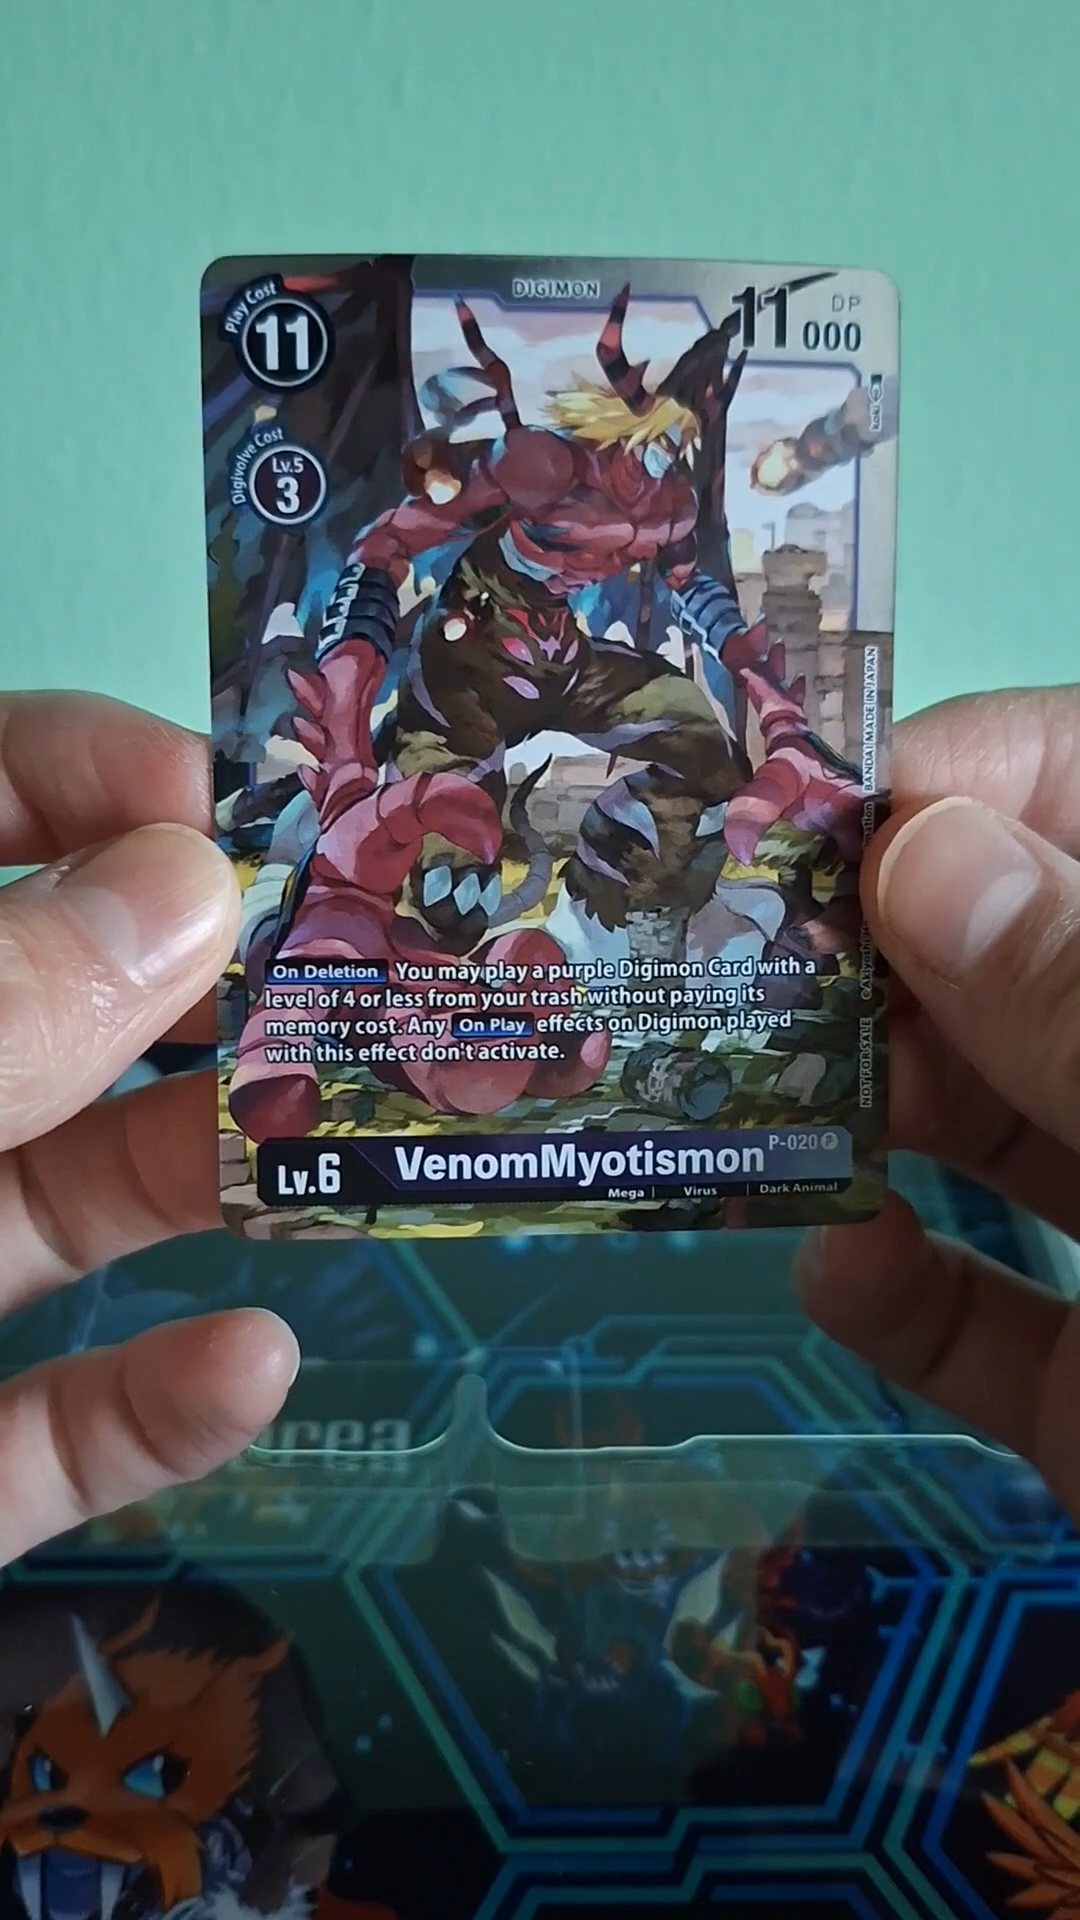 DIGIMON
Play Cost
11
11000
DP
Digivolve Cost
Lv.5
3
koki
BANDAI MADE IN JAPAN
NOT FOR SALE
On Deletion You may play a purple Digimon Card with a
level of 4 or less from your trash without paying its
memory cost. Any On Play effects on Digimon played
with this effect don't activate.
Lv.6
VenomMyotismon
P-020 P
Mega | Virus | Dark Animal
rea